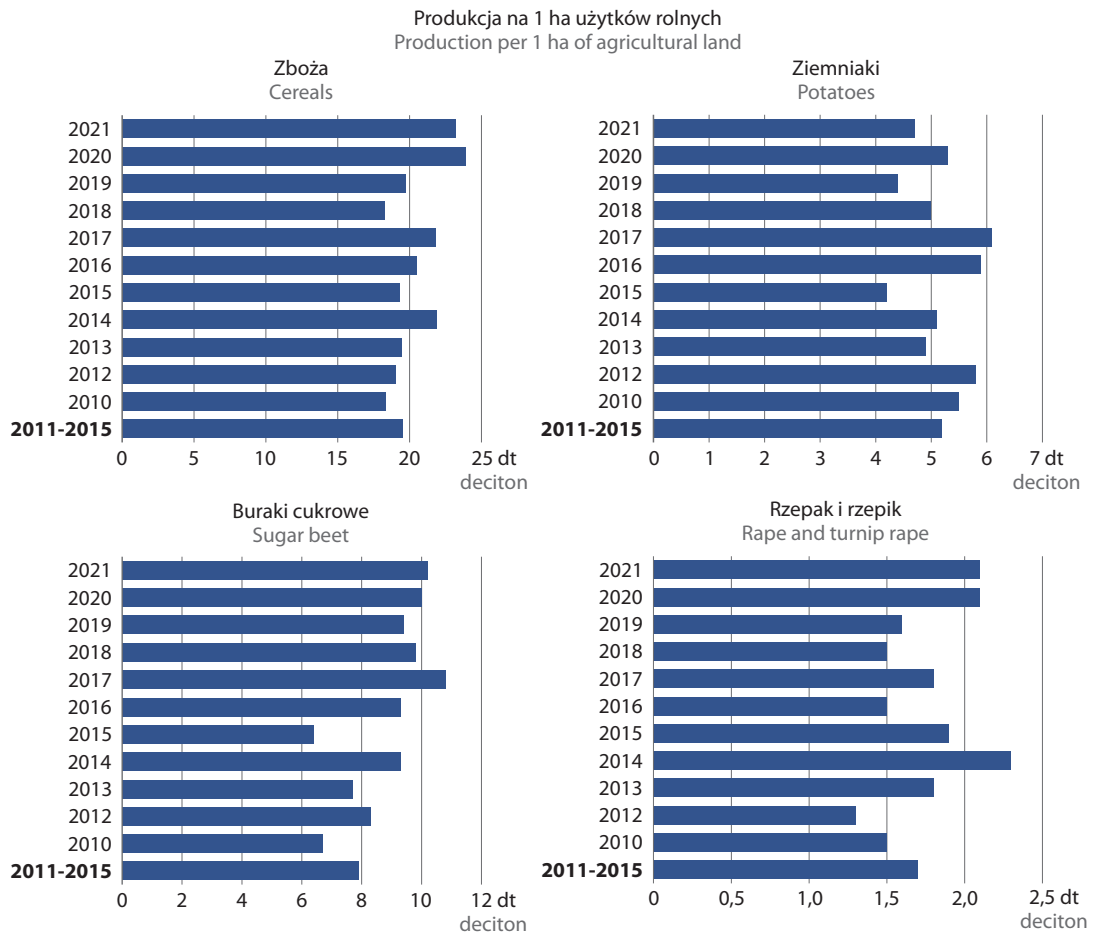 Produkcja na 1 ha użytków rolnych
Production per 1 ha of agricultural land
Zboża
Cereals
2021
2020
2019
2018
2017
2016
2015
2014
2013
2012
2010
2011-2015
0 5 10 15 20 25 dt
deciton
Ziemniaki
Potatoes
2021
2020
2019
2018
2017
2016
2015
2014
2013
2012
2010
2011-2015
0 1 2 3 4 5 6 7 dt
deciton
Buraki cukrowe
Sugar beet
2021
2020
2019
2018
2017
2016
2015
2014
2013
2012
2010
2011-2015
0 2 4 6 8 10 12 dt
deciton
Rzepak i rzepik
Rape and turnip rape
2021
2020
2019
2018
2017
2016
2015
2014
2013
2012
2010
2011-2015
0 0,5 1,0 1,5 2,0 2,5 dt
deciton